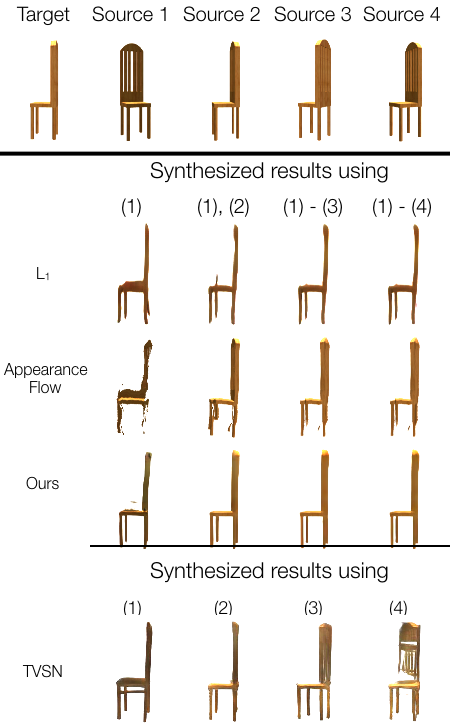 Target Source 1 Source 2 Source 3 Source 4
Synthesized results using
(1) (1), (2) (1) - (3) (1) - (4)
L₁
Appearance
Flow
Ours
Synthesized results using
(1) (2) (3) (4)
TVSN